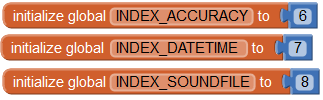 initialize global INDEX_ACCURACY to 6
initialize global INDEX_DATETIME to 7
initialize global INDEX_SOUNDFILE to 8